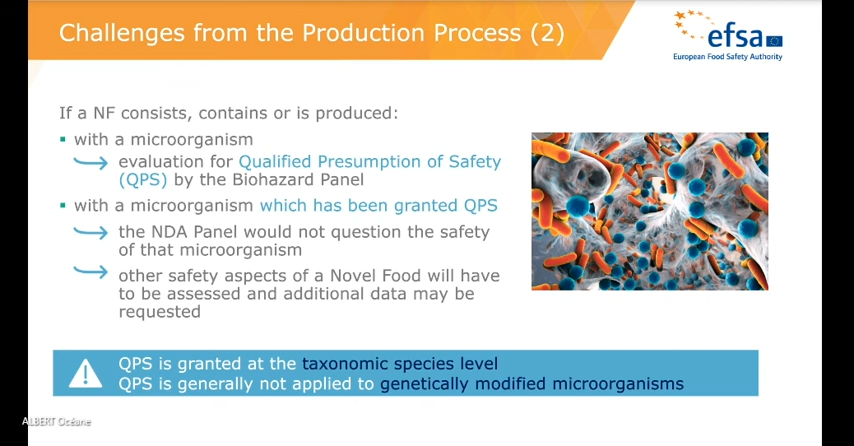 Challenges from the Production Process (2)
efsa
European Food Safety Authority
If a NF consists, contains or is produced:
with a microorganism
evaluation for Qualified Presumption of Safety
(QPS) by the Biohazard Panel
with a microorganism which has been granted QPS
the NDA Panel would not question the safety
of that microorganism
other safety aspects of a Novel Food will have
to be assessed and additional data may be
requested
QPS is granted at the taxonomic species level
QPS is generally not applied to genetically modified microorganisms
ALBERT Océane